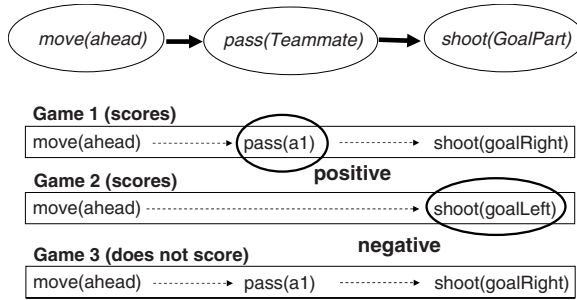 move(ahead) pass(Teammate) shoot(GoalPart)
Game 1 (scores)
move(ahead) pass(a1) shoot(goalRight)
positive
Game 2 (scores)
move(ahead) shoot(goalLeft)
negative
Game 3 (does not score)
move(ahead) pass(a1) shoot(goalRight)